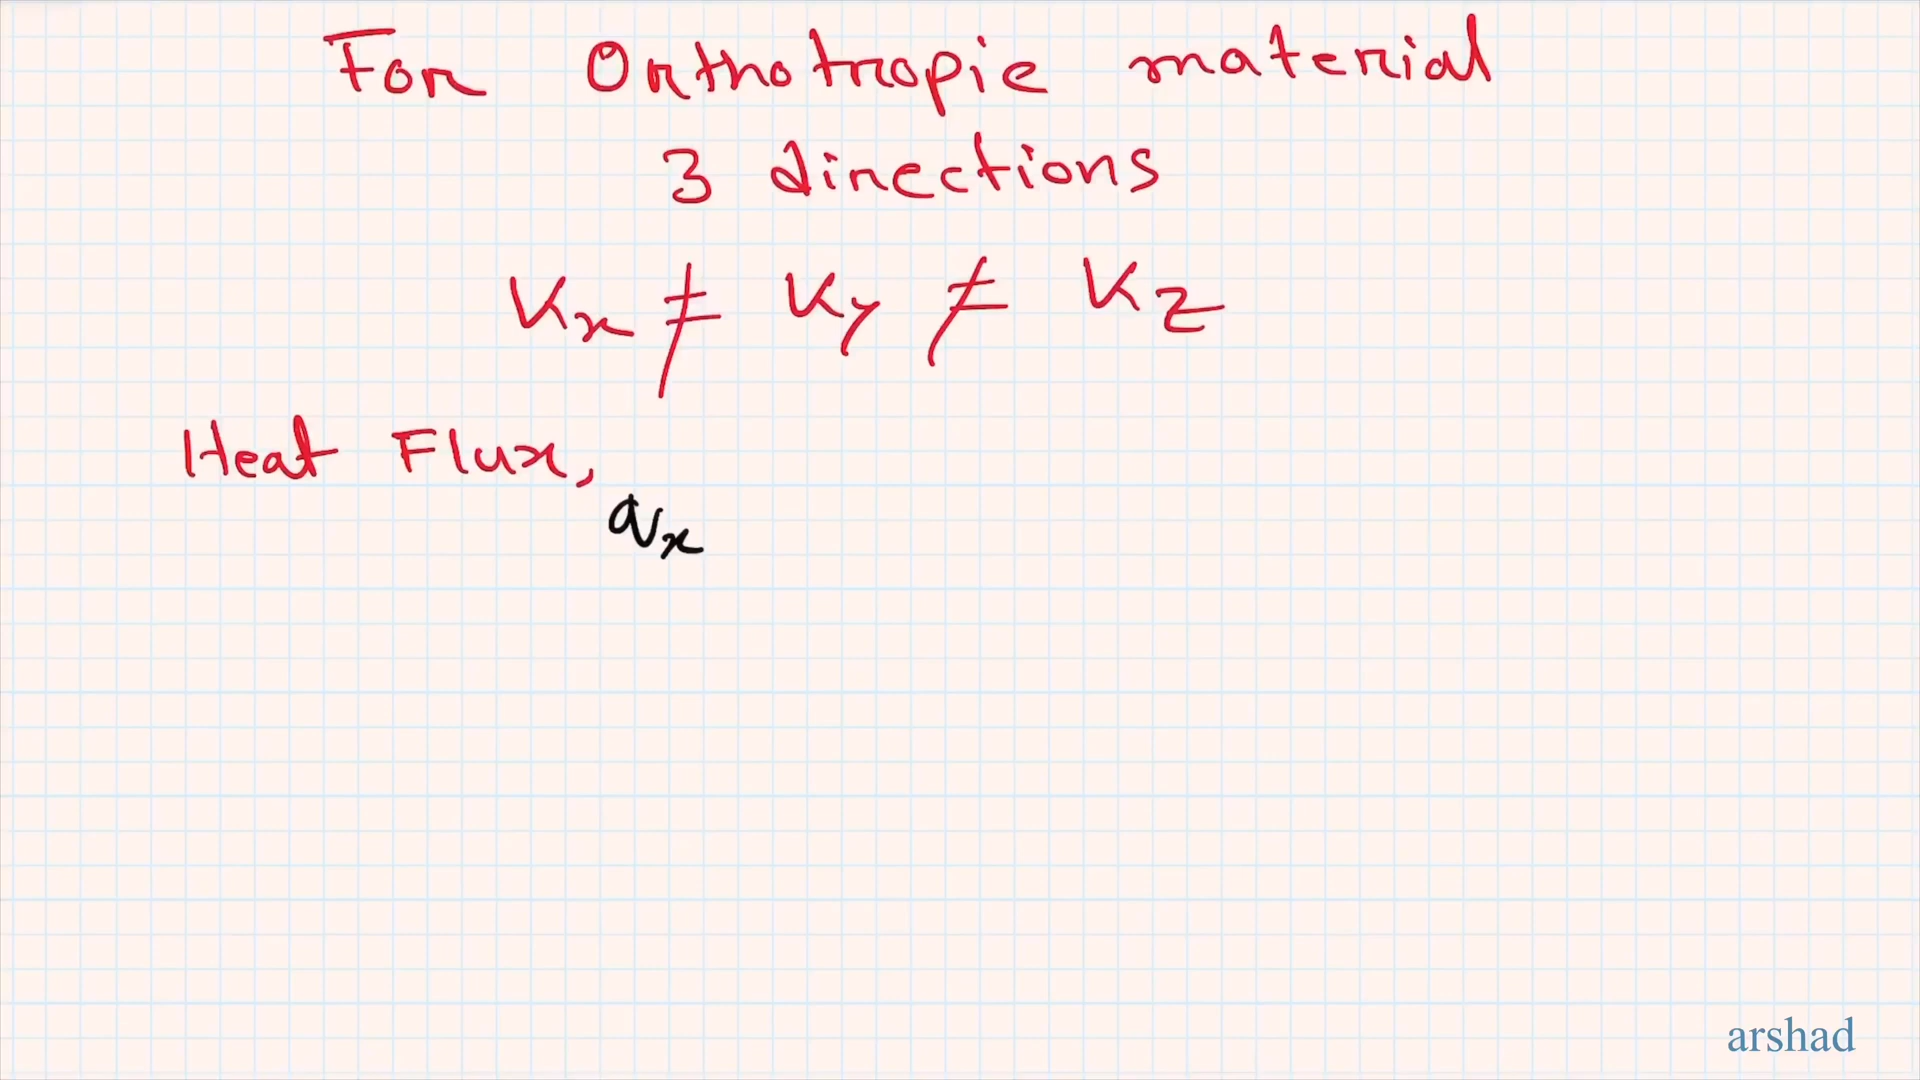 For Orthotropic material
3 directions
Kx ≠ Ky ≠ Kz
Heat Flux,
qx
arshad